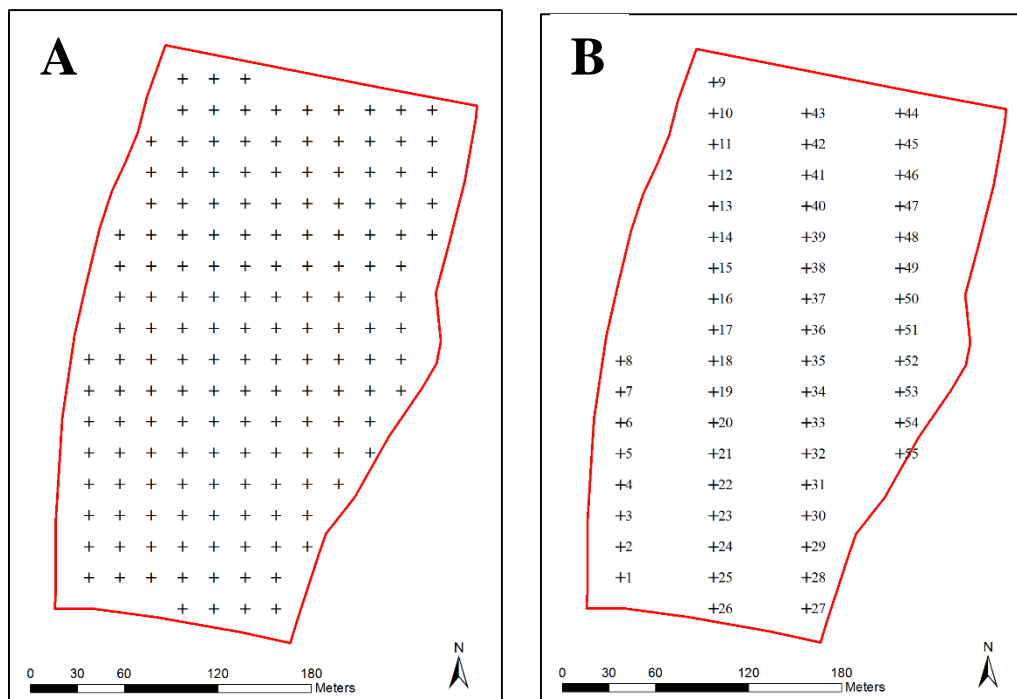 A
N
0 30 60 120 180
Meters
B
+9
+10 +43 +44
+11 +42 +45
+12 +41 +46
+13 +40 +47
+14 +39 +48
+15 +38 +49
+16 +37 +50
+17 +36 +51
+8 +18 +35 +52
+7 +19 +34 +53
+6 +20 +33 +54
+5 +21 +32 +55
+4 +22 +31
+3 +23 +30
+2 +24 +29
+1 +25 +28
+26 +27
N
0 30 60 120 180
Meters